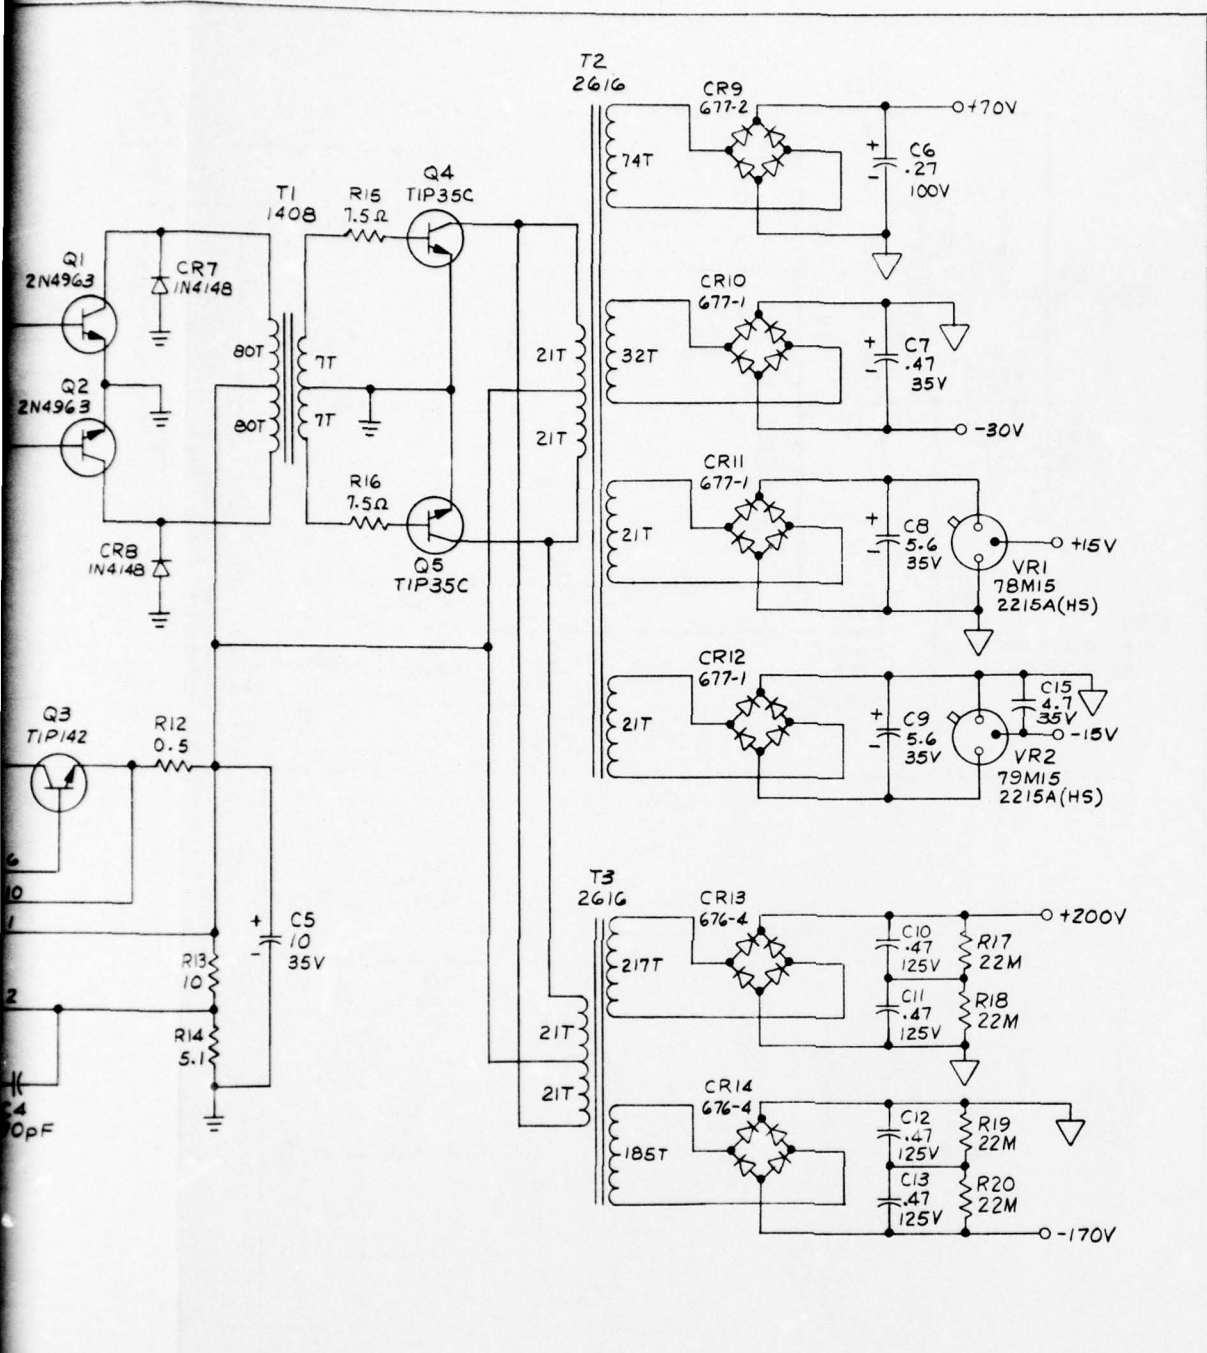 T2
2616
CR9
677-2
+70V
74T
+
-
C6
.27
100V
Q4
TIP35C
T1
1408
R15
7.5Ω
Q1
2N4963
CR7
1N4148
CR10
677-1
80T
7T
21T
32T
+
-
C7
.47
35V
Q2
2N4963
80T
7T
21T
-30V
R16
7.5Ω
CR11
677-1
21T
+
-
C8
5.6
35V
+15V
VR1
78M15
2215A(HS)
CR8
1N4148
Q5
TIP35C
CR12
677-1
21T
+
-
C9
5.6
35V
C15
4.7
35V
-15V
VR2
79M15
2215A(HS)
Q3
TIP142
R12
0.5
6
10
1
2
T3
2616
CR13
676-4
+200V
217T
C10
.47
125V
R17
22M
+
-
C5
10
35V
R13
10
C11
.47
125V
R18
22M
R14
5.1
21T
21T
CR14
676-4
185T
C12
.47
125V
R19
22M
C13
.47
125V
R20
22M
-170V